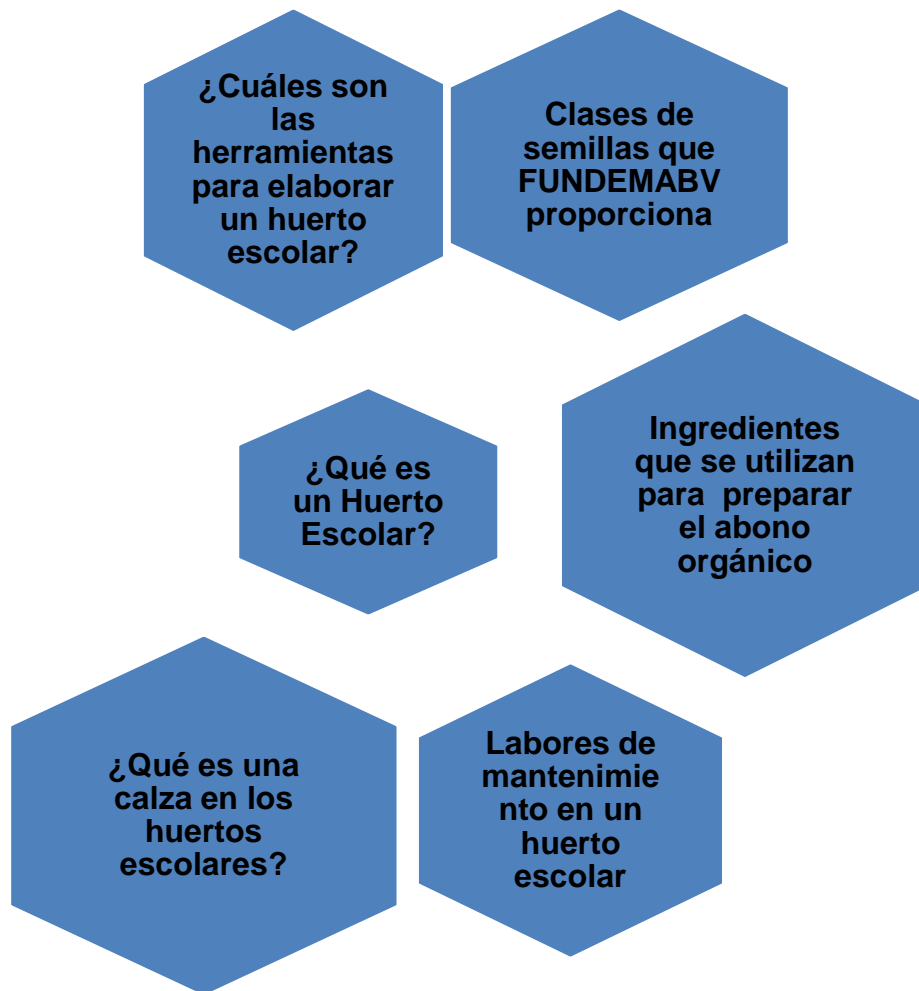 ¿Cuáles son
las
herramientas
para elaborar
un huerto
escolar?
Clases de
semillas que
FUNDEMABV
proporciona
¿Qué es
un Huerto
Escolar?
Ingredientes
que se utilizan
para  preparar
el abono
orgánico
¿Qué es una
calza en los
huertos
escolares?
Labores de
mantenimie
nto en un
huerto
escolar